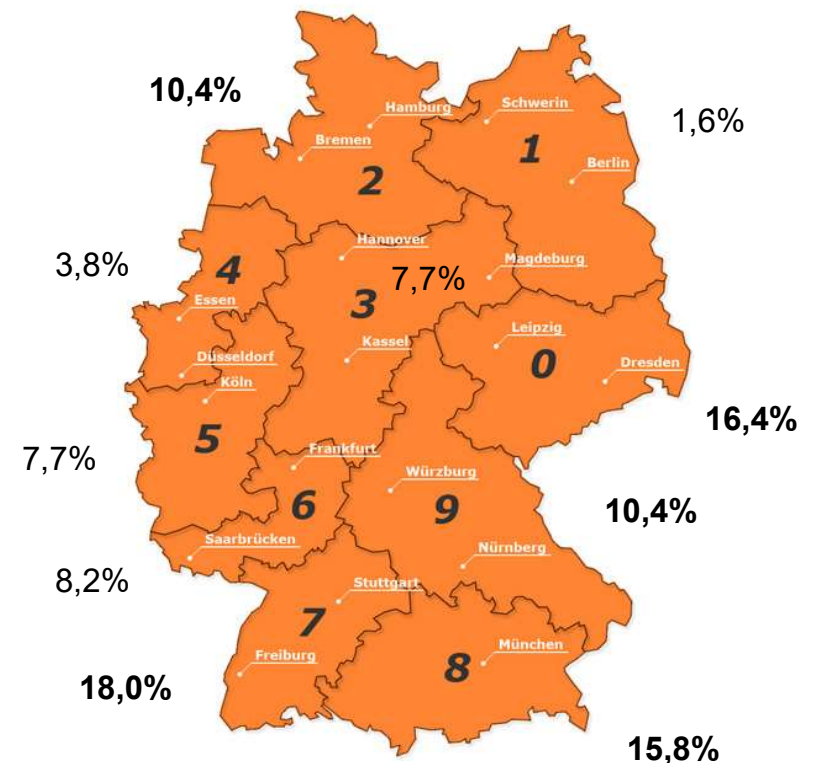 10,4%
Hamburg
Schwerin
1,6%
Bremen
1
2
Berlin
Hannover
3,8%
4
7,7%
Magdeburg
Essen
3
Leipzig
Kassel
0
Düsseldorf
Dresden
Köln
16,4%
5
7,7%
Frankfurt
Würzburg
6
9
10,4%
Saarbrücken
Nürnberg
8,2%
Stuttgart
7
München
Freiburg
8
18,0%
15,8%